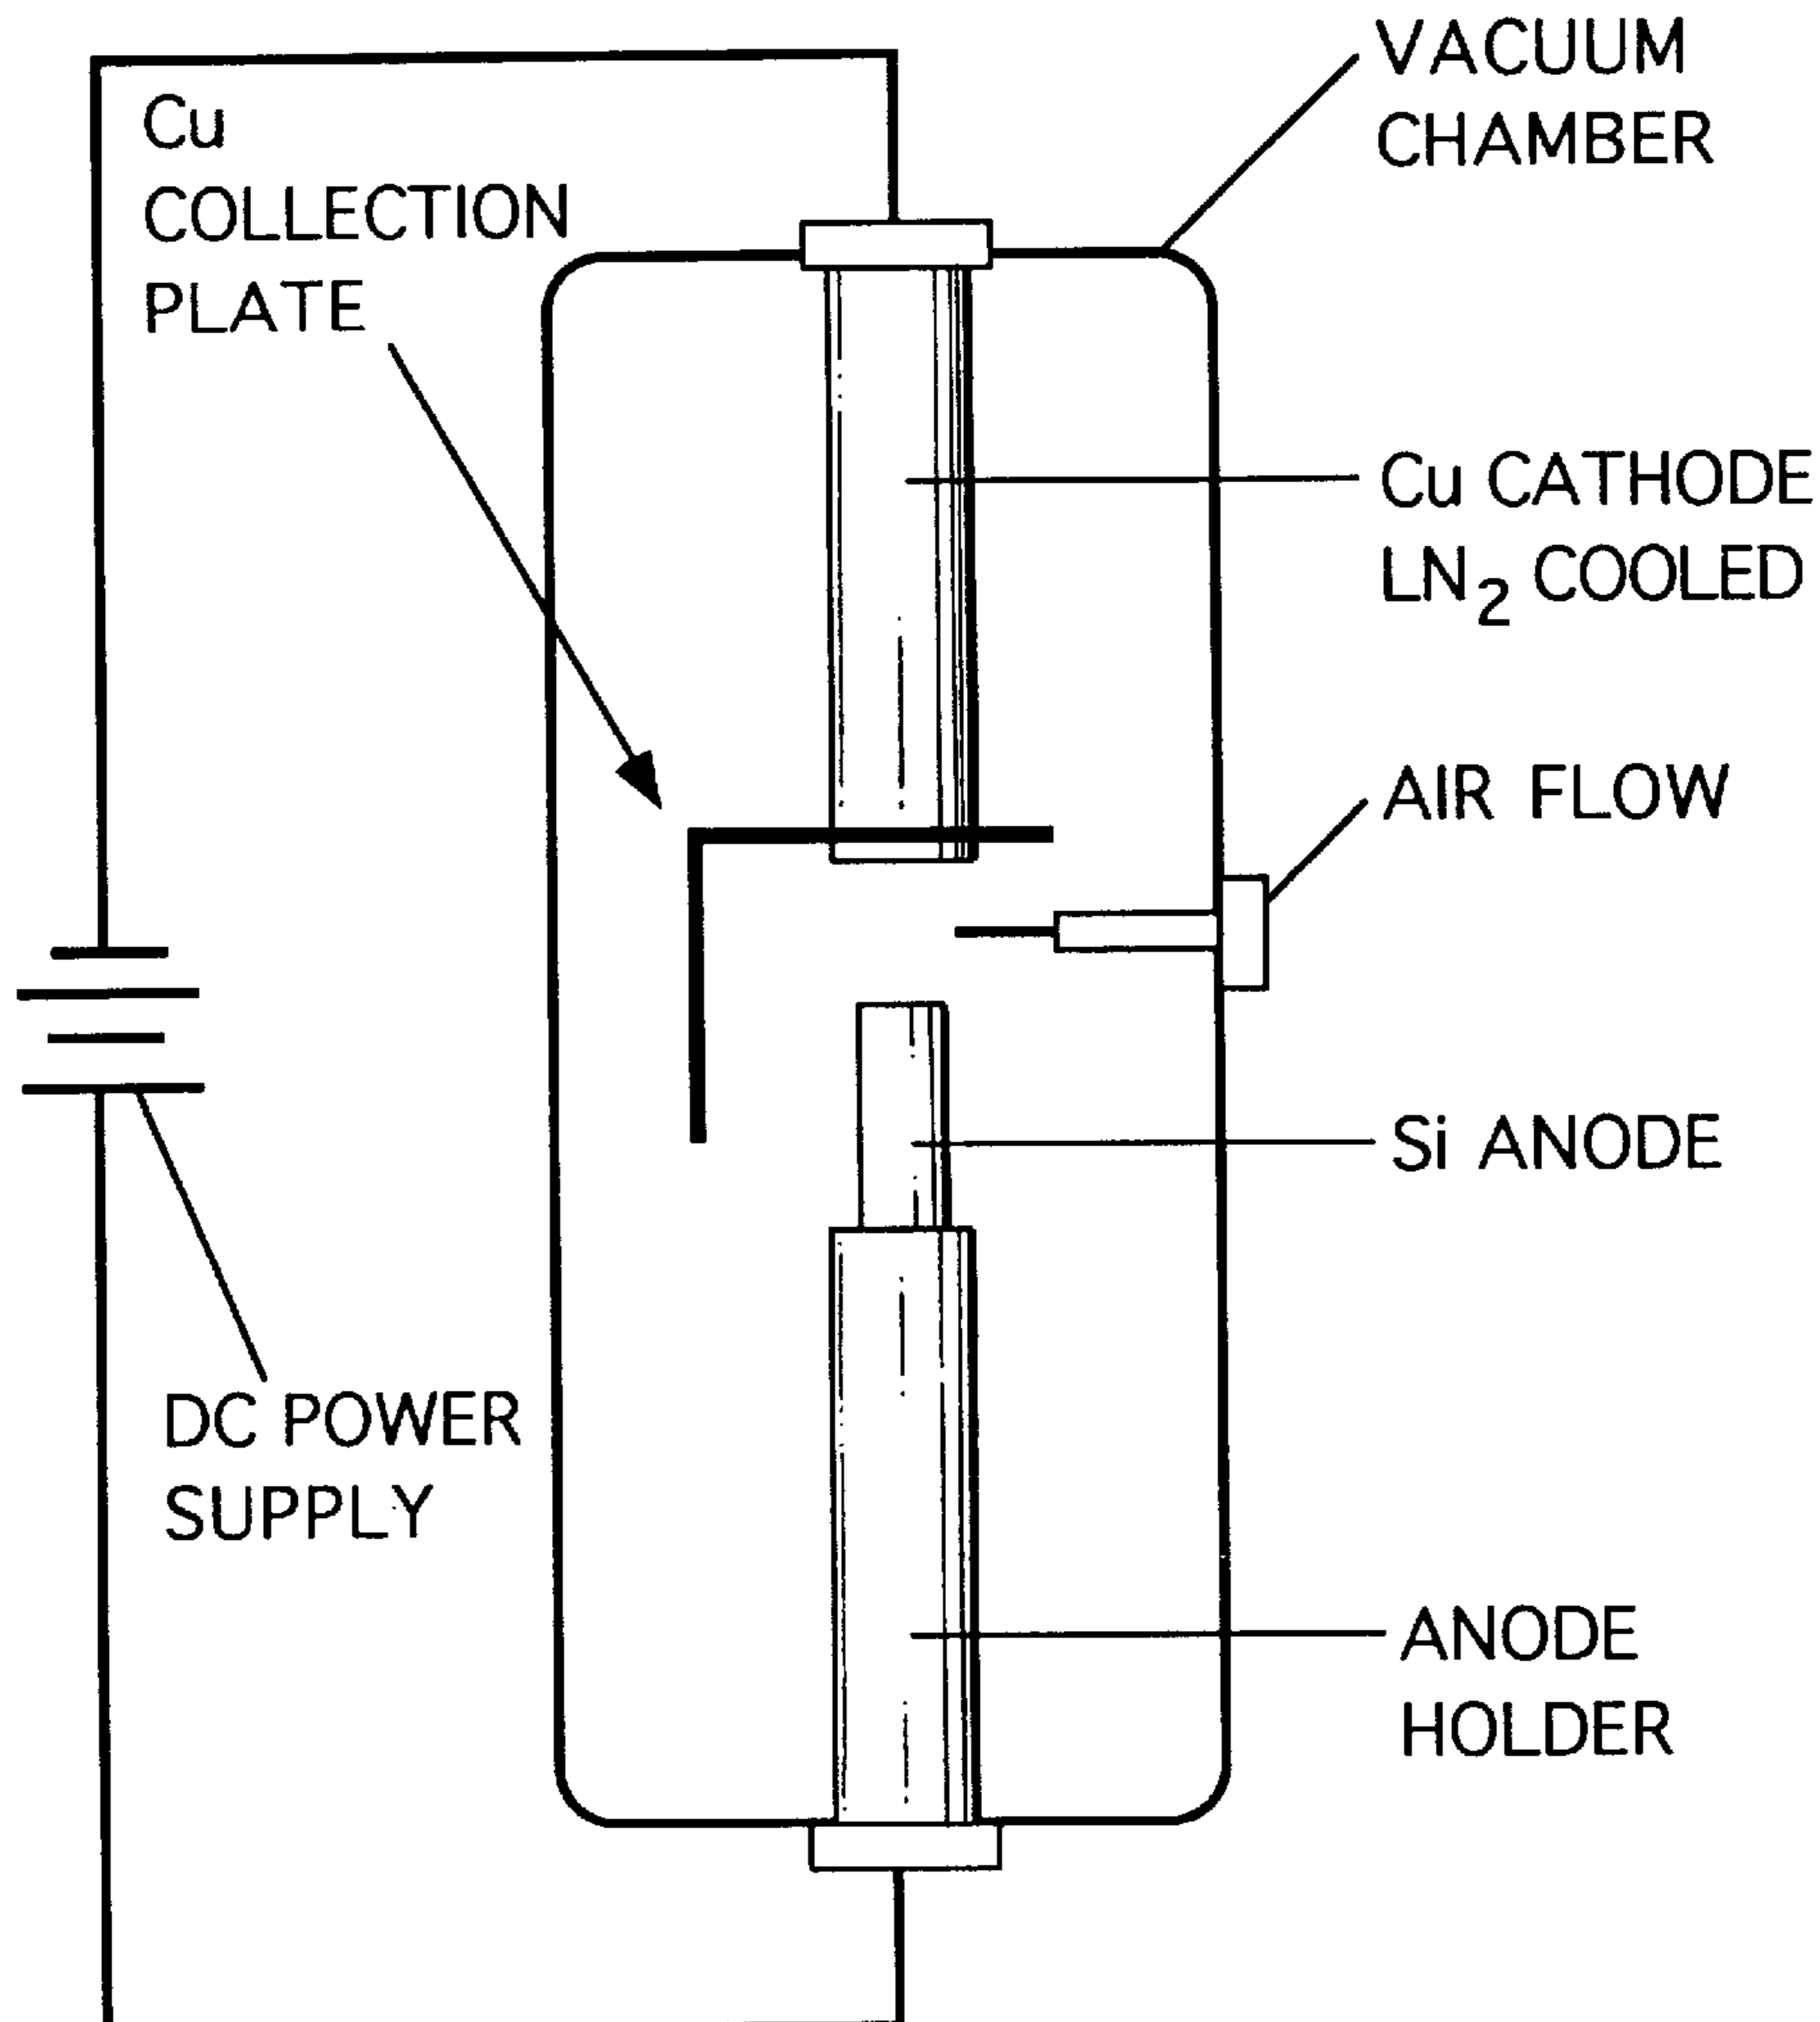 Cu
COLLECTION
PLATE
VACUUM
CHAMBER
Cu CATHODE
LN2 COOLED
AIR FLOW
Si ANODE
DC POWER
SUPPLY
ANODE
HOLDER